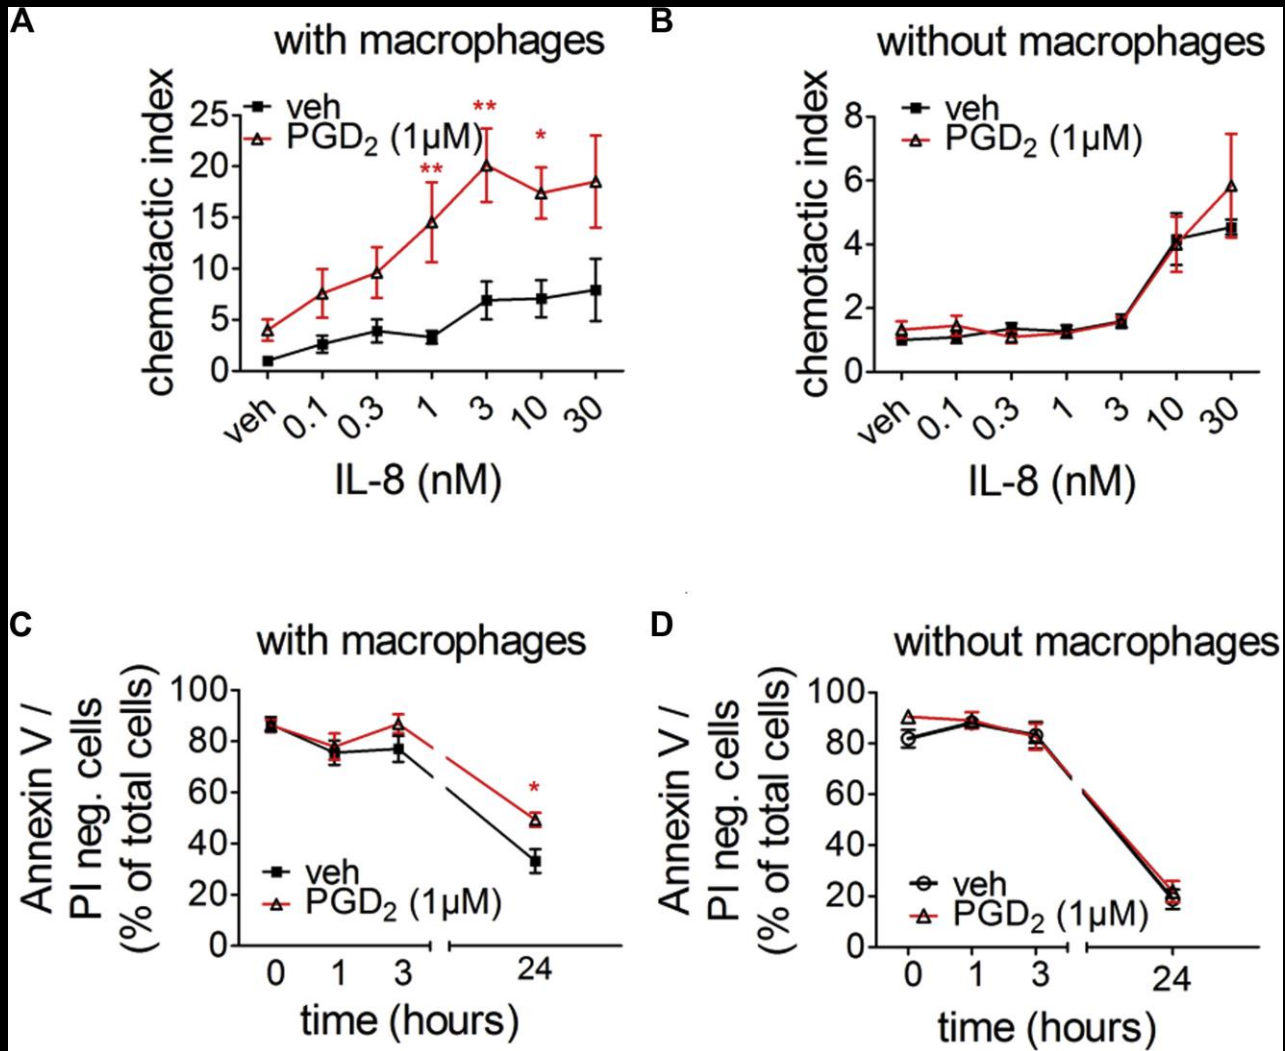 A
with macrophages
chemotactic index
25
20
15
10
5
0
veh
PGD₂ (1µM)
**
**
*
veh 0.1 0.3 1 3 10 30
IL-8 (nM)
B
without macrophages
chemotactic index
8
6
4
2
0
veh
PGD₂ (1µM)
veh 0.1 0.3 1 3 10 30
IL-8 (nM)
C
with macrophages
Annexin V /
PI neg. cells
(% of total cells)
100
80
60
40
20
0
*
veh
PGD₂ (1µM)
0 1 3 24
time (hours)
D
without macrophages
Annexin V /
PI neg. cells
(% of total cells)
100
80
60
40
20
0
veh
PGD₂ (1µM)
0 1 3 24
time (hours)